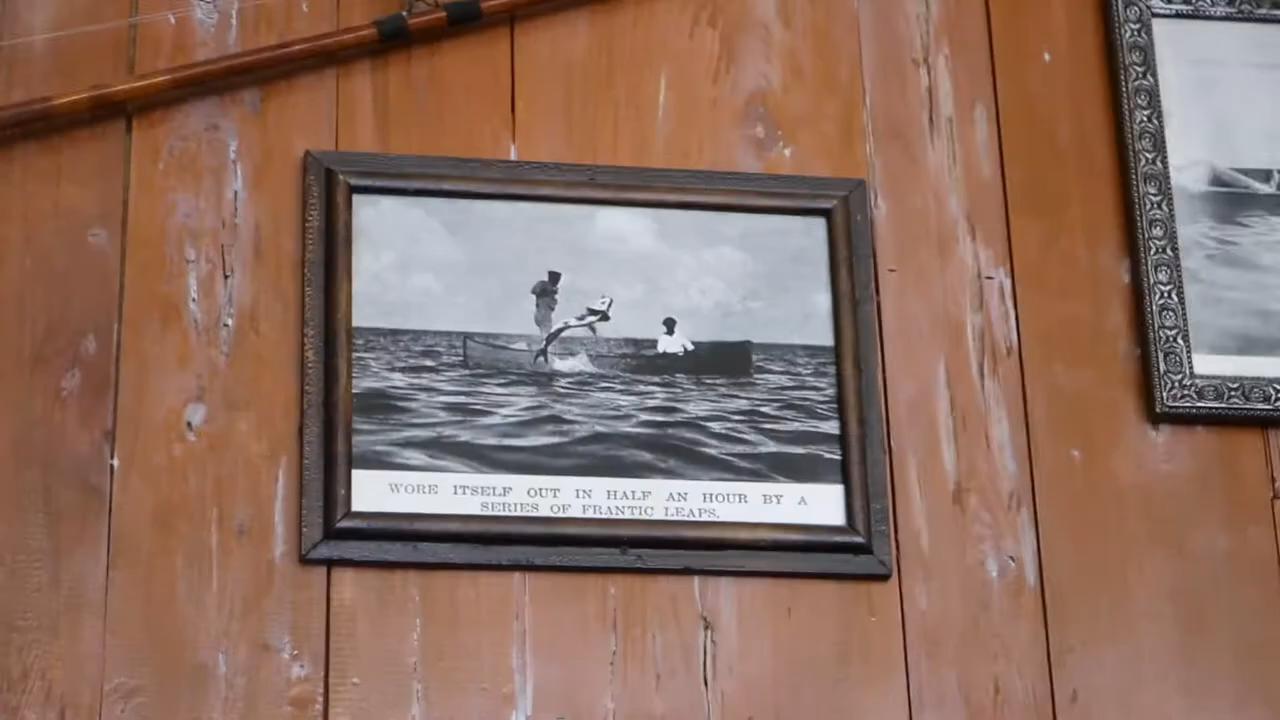 WORE ITSELF OUT IN HALF AN HOUR BY A
SERIES OF FRANTIC LEAPS.